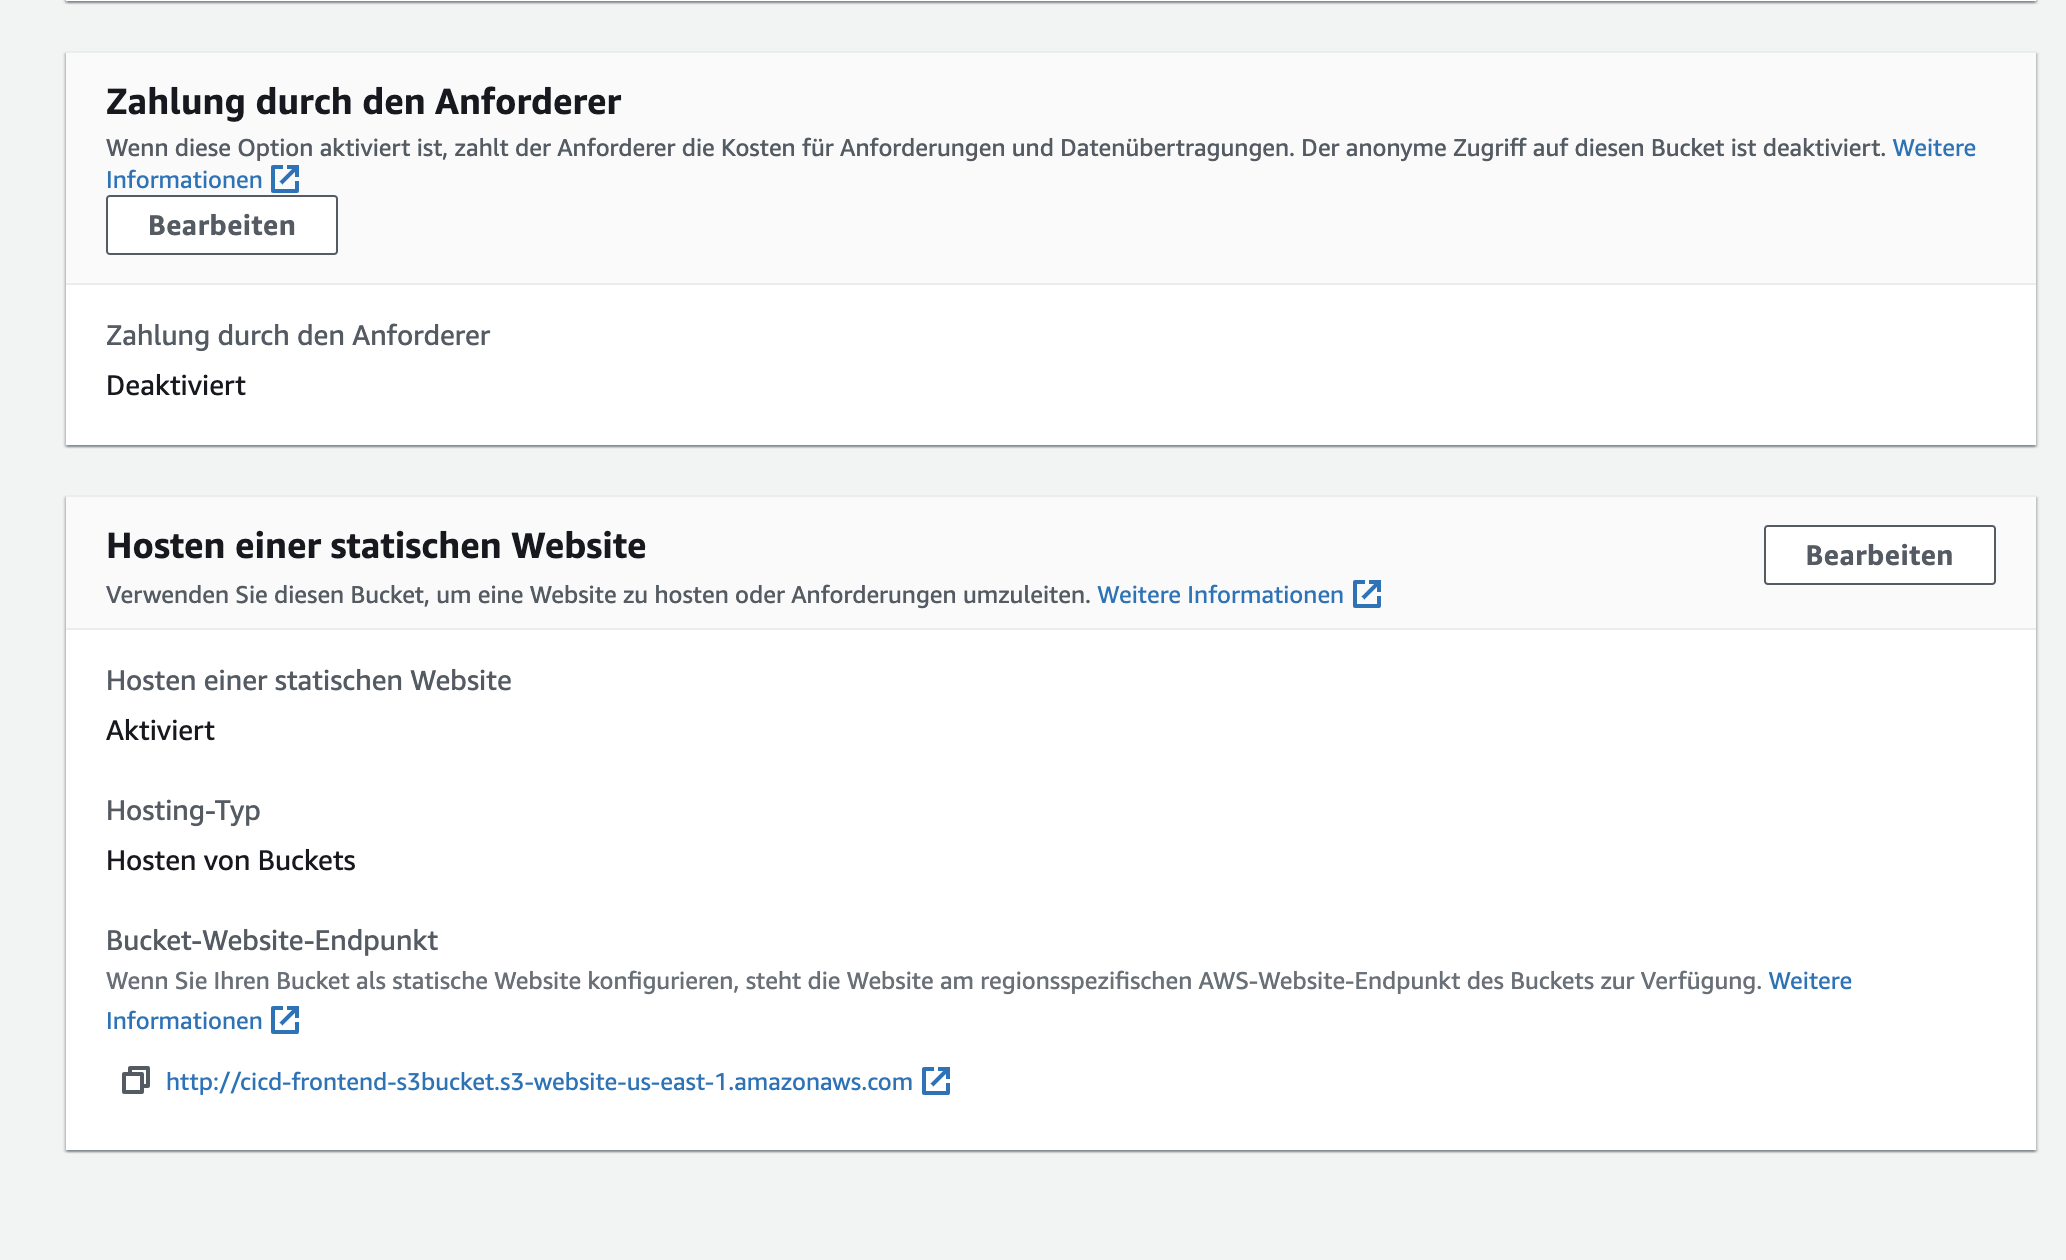 Zahlung durch den Anforderer
Wenn diese Option aktiviert ist, zahlt der Anforderer die Kosten für Anforderungen und Datenübertragungen. Der anonyme Zugriff auf diesen Bucket ist deaktiviert. Weitere
Informationen
Bearbeiten
Zahlung durch den Anforderer
Deaktiviert
Hosten einer statischen Website
Bearbeiten
Verwenden Sie diesen Bucket, um eine Website zu hosten oder Anforderungen umzuleiten. Weitere Informationen
Hosten einer statischen Website
Aktiviert
Hosting-Typ
Hosten von Buckets
Bucket-Website-Endpunkt
Wenn Sie Ihren Bucket als statische Website konfigurieren, steht die Website am regionsspezifischen AWS-Website-Endpunkt des Buckets zur Verfügung. Weitere
Informationen
http://cicd-frontend-s3bucket.s3-website-us-east-1.amazonaws.com